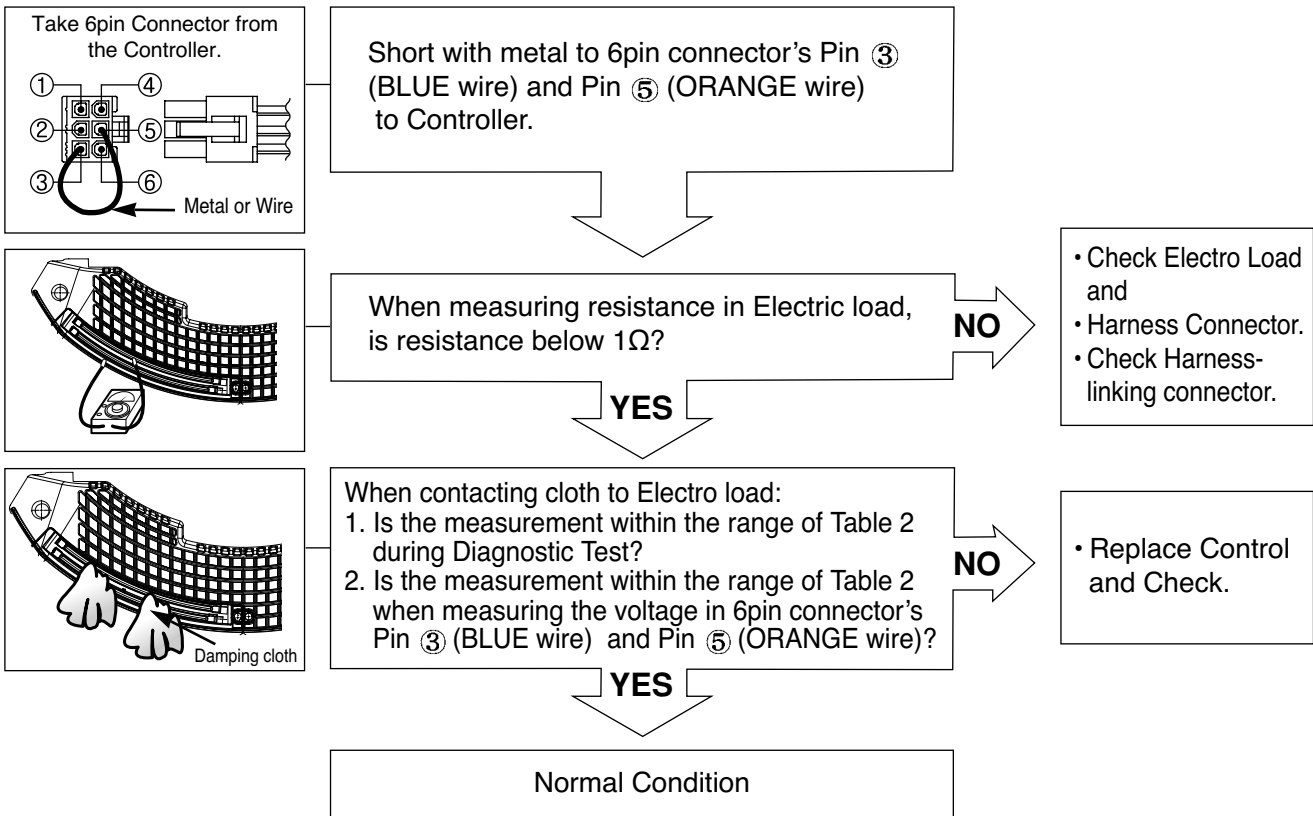 Take 6pin Connector from
the Controller.
① ④
② ⑤
③ ⑥
Metal or Wire
Short with metal to 6pin connector's Pin ③
(BLUE wire) and Pin ⑤ (ORANGE wire)
to Controller.
When measuring resistance in Electric load,
is resistance below 1Ω?
NO
• Check Electro Load
and
• Harness Connector.
• Check Harness-
linking connector.
YES
Damping cloth
When contacting cloth to Electro load:
1. Is the measurement within the range of Table 2
during Diagnostic Test?
2. Is the measurement within the range of Table 2
when measuring the voltage in 6pin connector's
Pin ③ (BLUE wire) and Pin ⑤ (ORANGE wire)?
NO
• Replace Control
and Check.
YES
Normal Condition